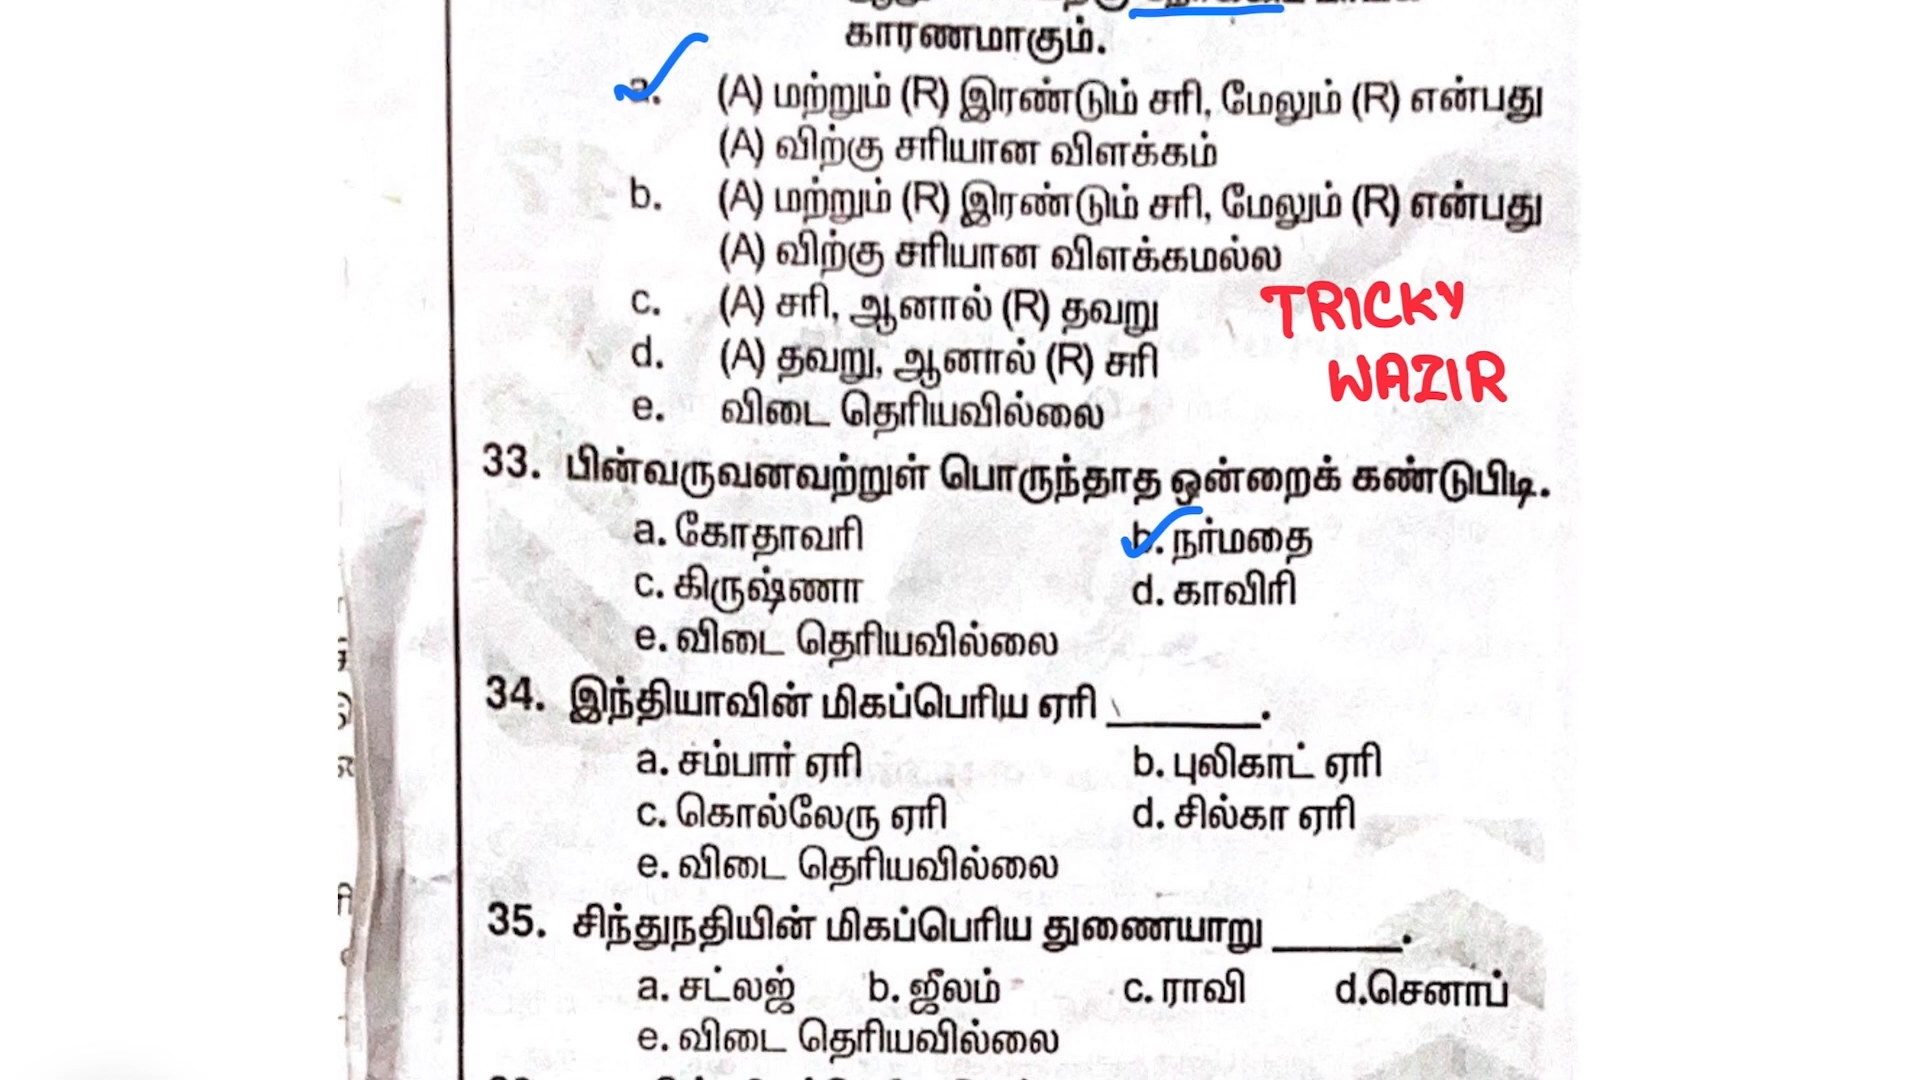 காரணமாகும்.
a. (A) மற்றும் (R) இரண்டும் சரி, மேலும் (R) என்பது
(A) விற்கு சரியான விளக்கம்
b. (A) மற்றும் (R) இரண்டும் சரி, மேலும் (R) என்பது
(A) விற்கு சரியான விளக்கமல்ல
c. (A) சரி, ஆனால் (R) தவறு
d. (A) தவறு, ஆனால் (R) சரி
TRICKY
WAZIR
e. விடை தெரியவில்லை
33. பின்வருவனவற்றுள் பொருந்தாத ஒன்றைக் கண்டுபிடி.
a. கோதாவரி b. நர்மதை
c. கிருஷ்ணா d. காவிரி
e. விடை தெரியவில்லை
34. இந்தியாவின் மிகப்பெரிய ஏரி ________.
a. சம்பார் ஏரி b. புலிகாட் ஏரி
c. கொல்லேரு ஏரி d. சில்கா ஏரி
e. விடை தெரியவில்லை
35. சிந்துநதியின் மிகப்பெரிய துணையாறு ______.
a. சட்லஜ் b. ஜீலம் c. ராவி d.செனாப்
e. விடை தெரியவில்லை